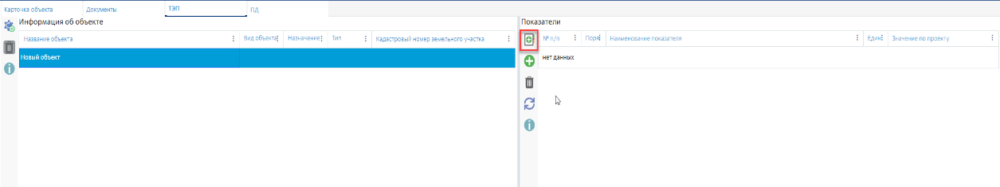 Карточка объекта
Документы
ТЭП
ПД
Информация об объекте
Название объекта
Вид объекта
Назначение
Тип
Кадастровый номер земельного участка
Новый объект
Показатели
№ п/п
Поря
Наименование показателя
Един
Значение по проекту
нет данных